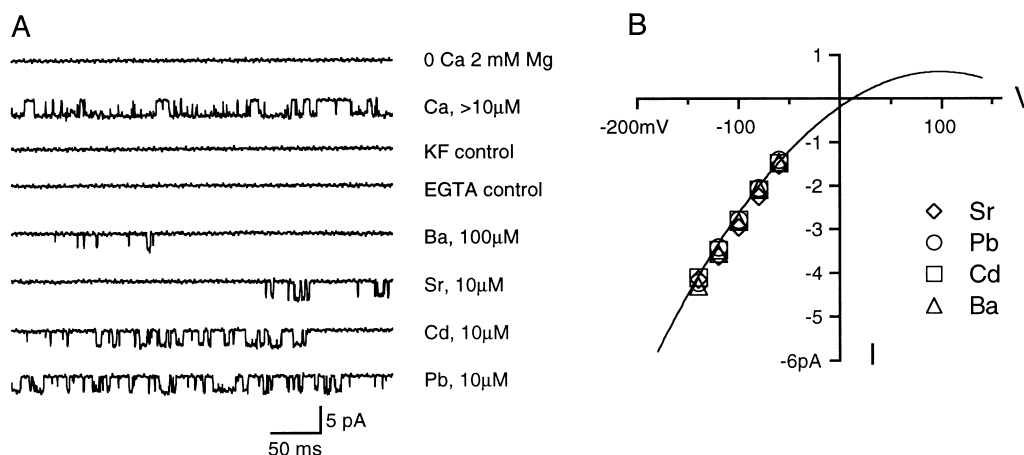 A
0 Ca 2 mM Mg
Ca, >10μM
KF control
EGTA control
Ba, 100μM
Sr, 10μM
Cd, 10μM
Pb, 10μM
5 pA
50 ms
B
1
-200mV
-100
100
-1
-2
-3
-4
-5
-6pA
I
Sr
Pb
Cd
Ba